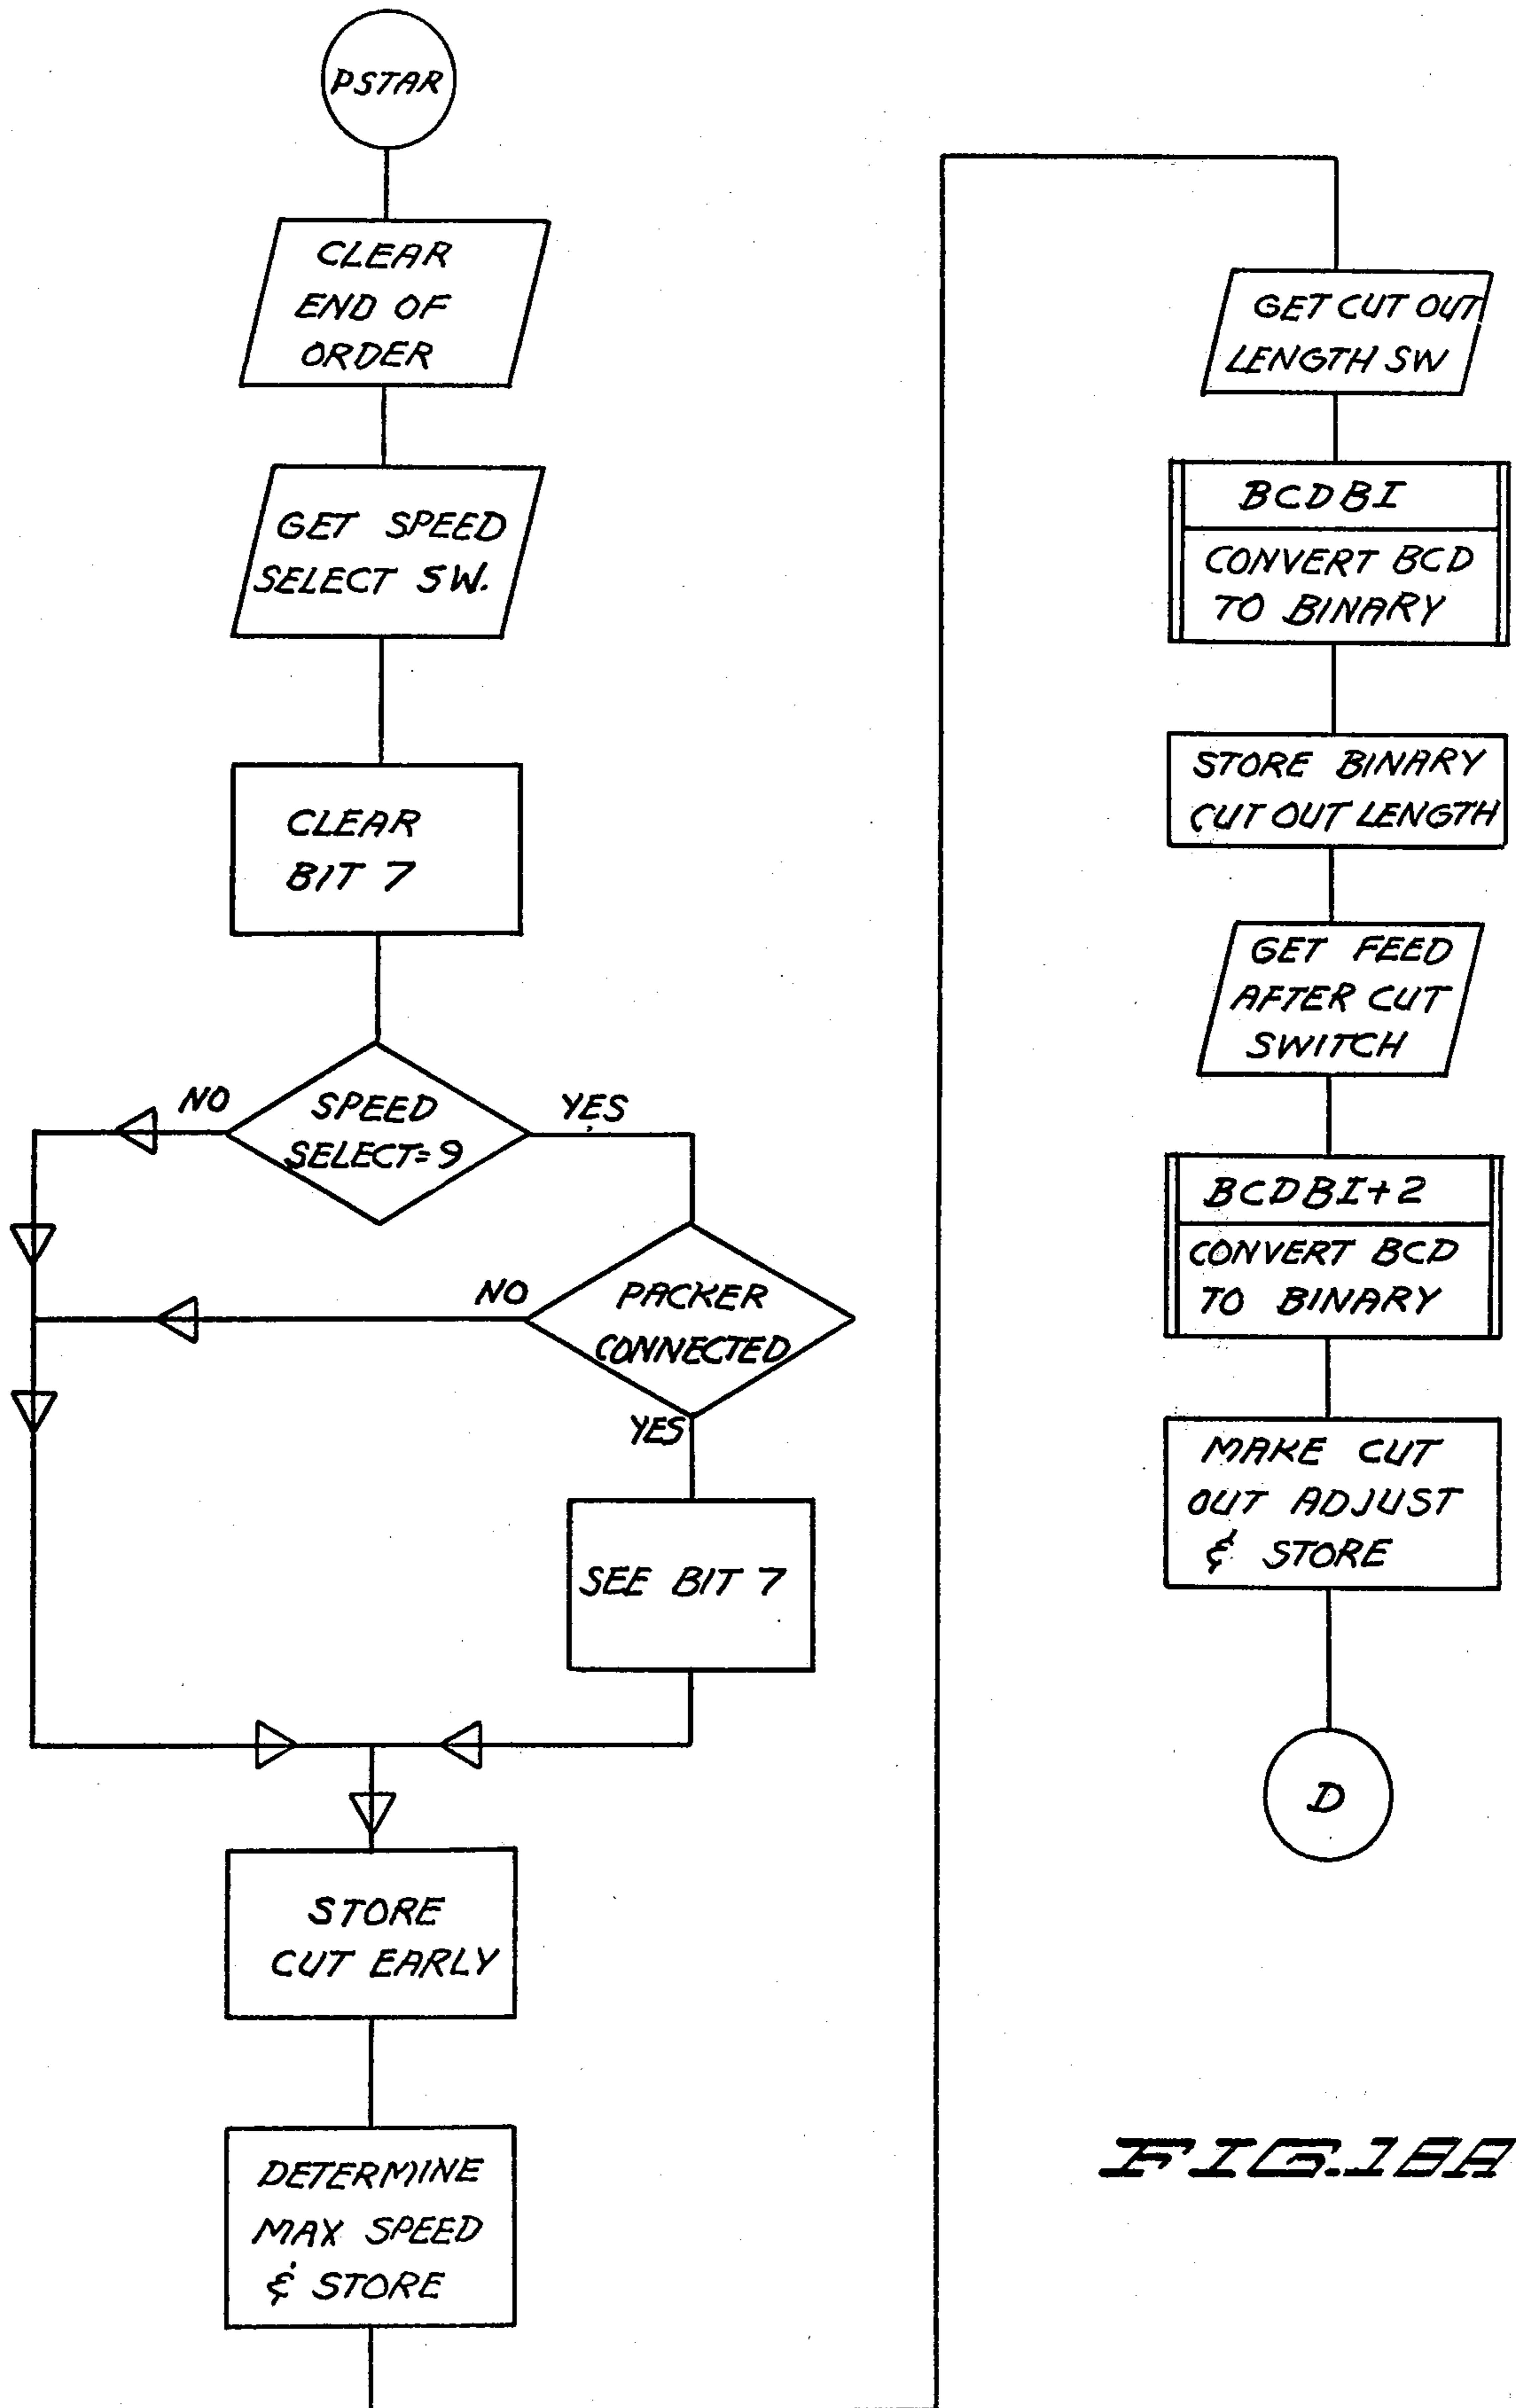 PSTAR
CLEAR
END OF
ORDER
GET SPEED
SELECT SW.
CLEAR
BIT 7
NO
SPEED
SELECT=9
YES
NO
PACKER
CONNECTED
YES
SEE BIT 7
STORE
CUT EARLY
DETERMINE
MAX SPEED
& STORE
GET CUT OUT
LENGTH SW
BCDBI
CONVERT BCD
TO BINARY
STORE BINARY
CUT OUT LENGTH
GET FEED
AFTER CUT
SWITCH
BCDBI+2
CONVERT BCD
TO BINARY
MAKE CUT
OUT ADJUST
& STORE
D
FIG.18A